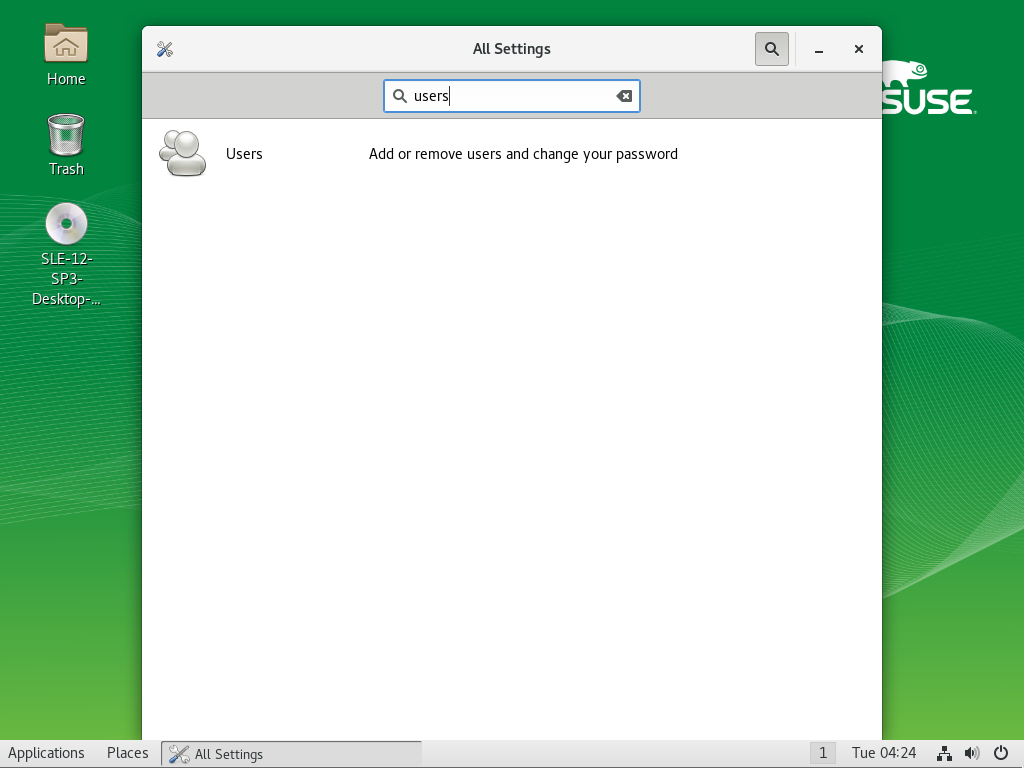 Home
Trash
SLE-12-
SP3-
Desktop-...
All Settings
users
Users
Add or remove users and change your password
SUSE
Applications
Places
All Settings
1
Tue 04:24